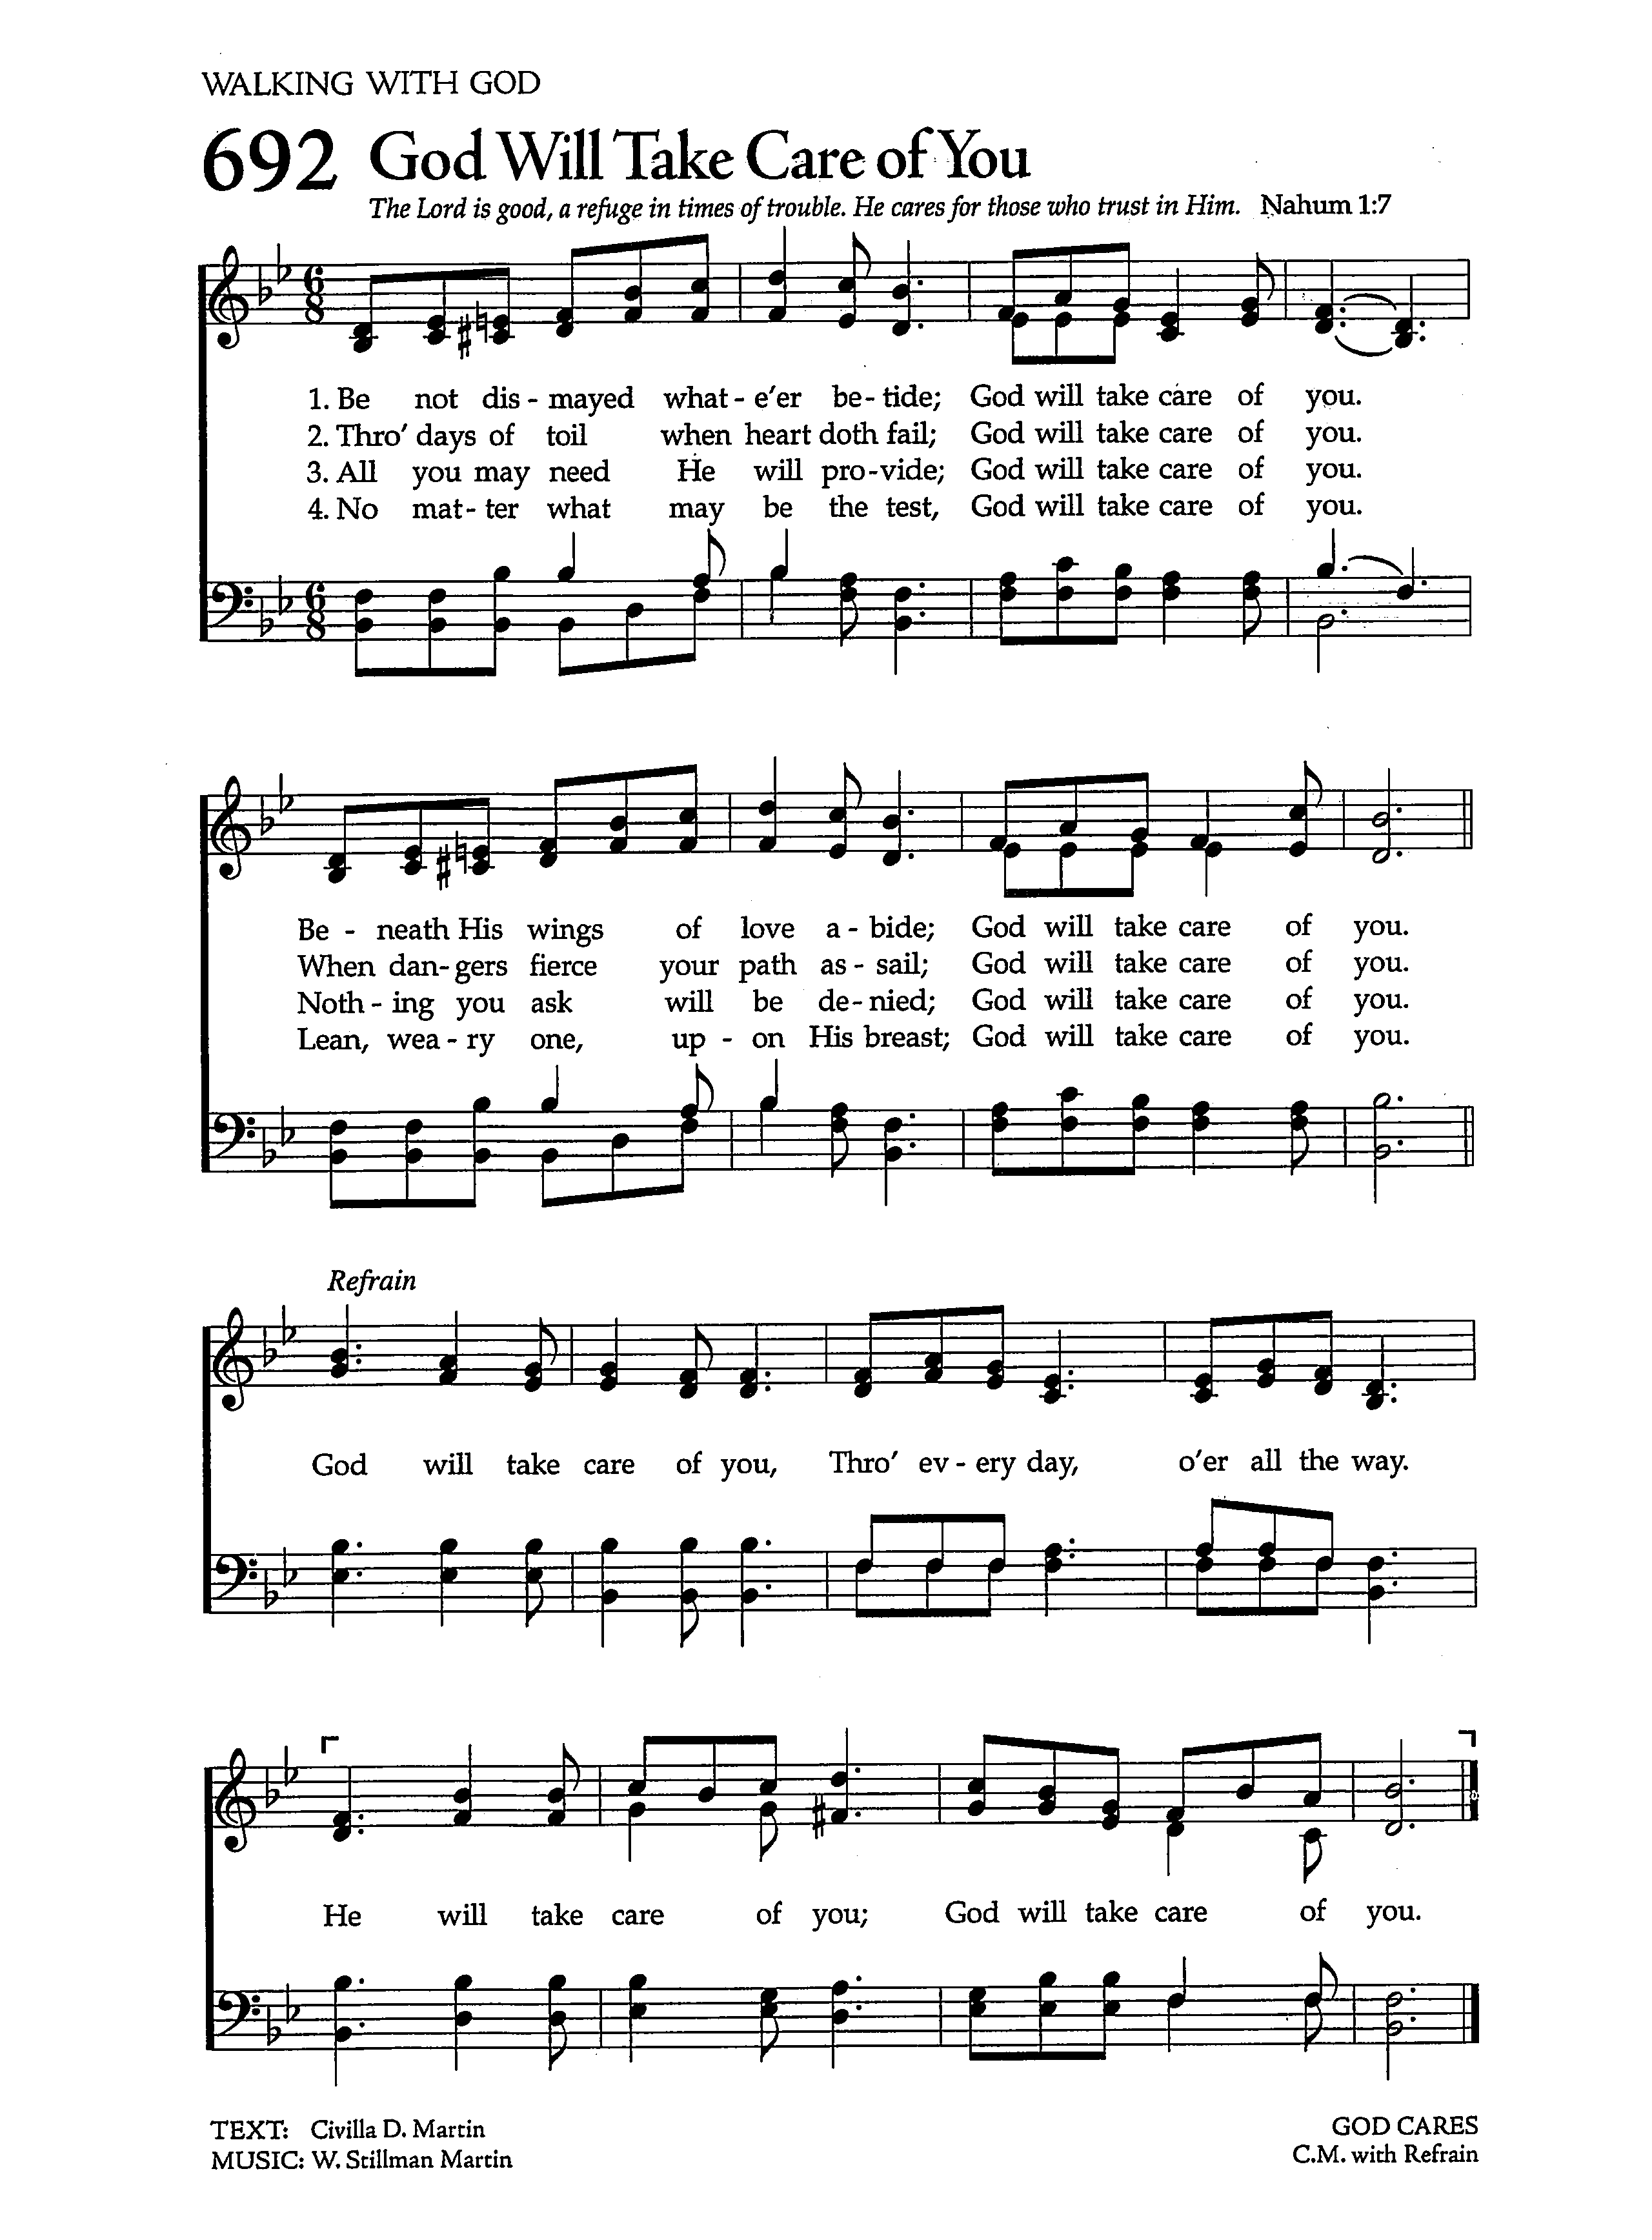 WALKING WITH GOD
692 God Will Take Care of You
The Lord is good, a refuge in times of trouble. He cares for those who trust in Him. Nahum 1:7
1. Be not dis - mayed what - e'er be - tide; God will take care of you.
2. Thro' days of toil when heart doth fail; God will take care of you.
3. All you may need He will pro - vide; God will take care of you.
4. No mat - ter what may be the test, God will take care of you.
Be - neath His wings of love a - bide; God will take care of you.
When dan - gers fierce your path as - sail; God will take care of you.
Noth - ing you ask will be de - nied; God will take care of you.
Lean, wea - ry one, up - on His breast; God will take care of you.
Refrain
God will take care of you, Thro' ev - ery day, o'er all the way.
He will take care of you; God will take care of you.
TEXT: Civilla D. Martin
MUSIC: W. Stillman Martin
GOD CARES
C.M. with Refrain